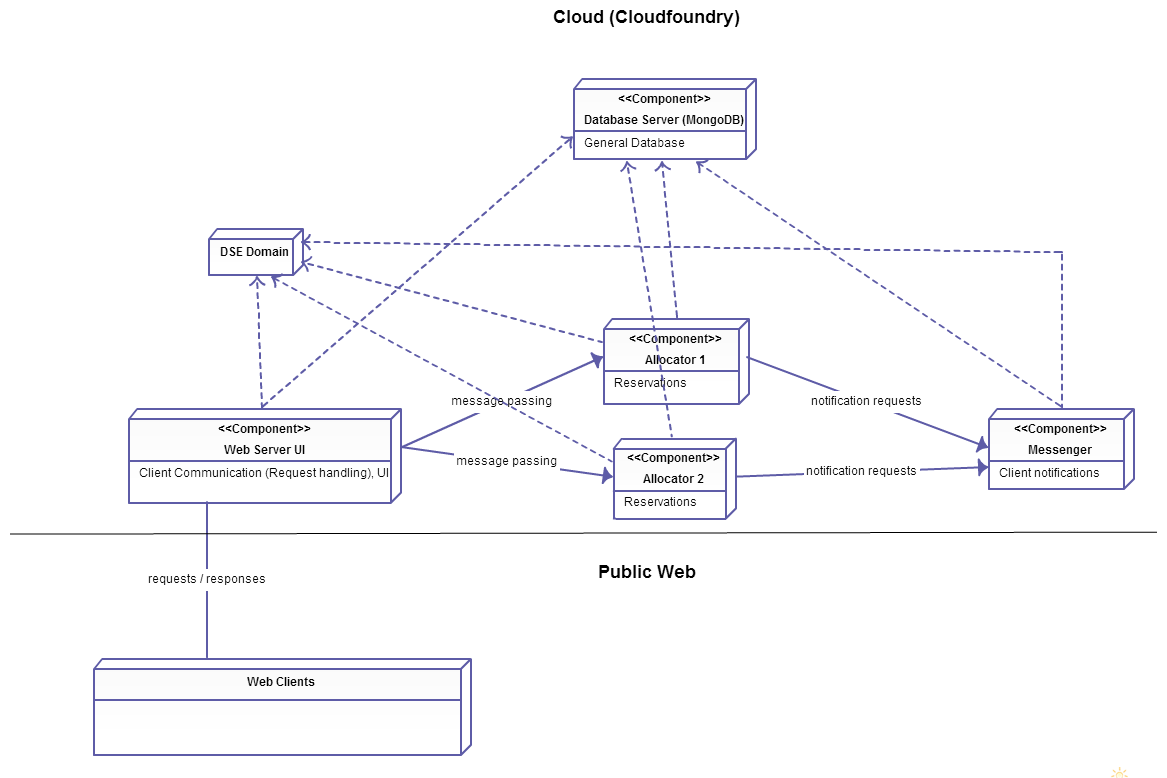 Cloud (Cloudfoundry)
<<Component>>
Database Server (MongoDB)
General Database
DSE Domain
<<Component>>
Allocator 1
Reservations
message passing
notification requests
<<Component>>
Web Server UI
Client Communication (Request handling), UI
message passing
<<Component>>
Allocator 2
Reservations
notification requests
<<Component>>
Messenger
Client notifications
Public Web
requests / responses
Web Clients